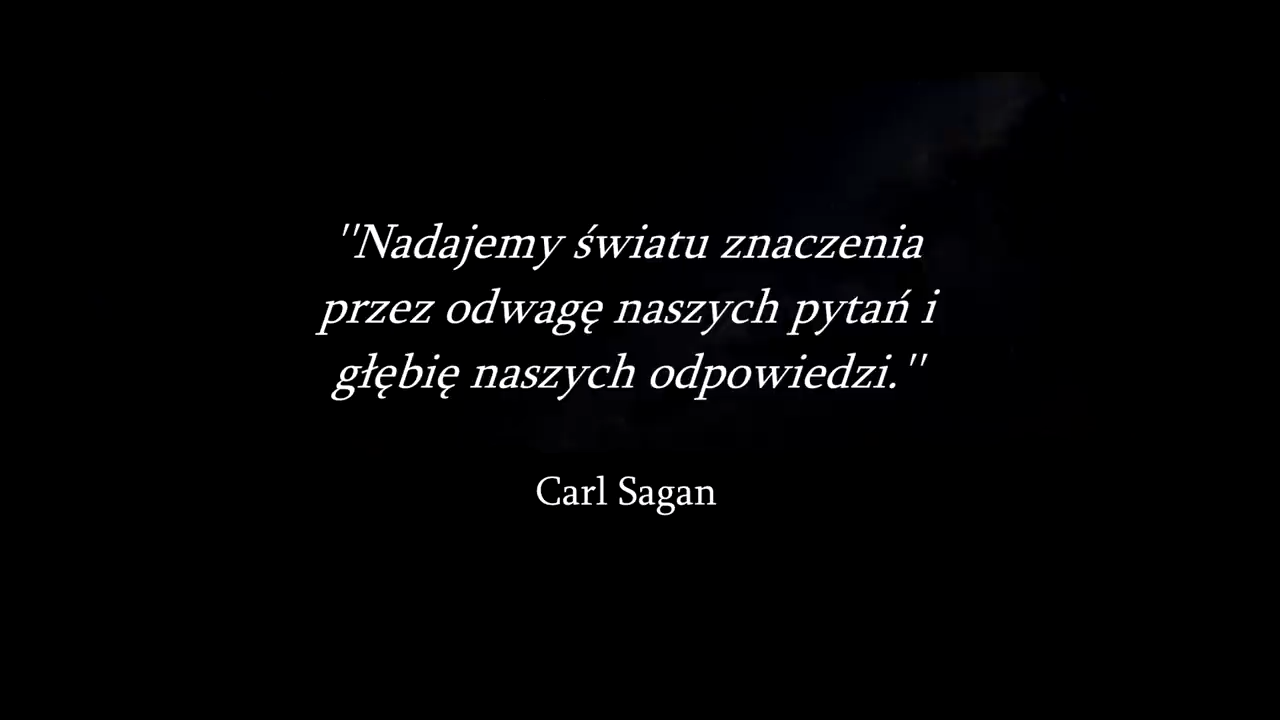 "Nadajemy światu znaczenia
przez odwagę naszych pytań i
głębię naszych odpowiedzi."
Carl Sagan